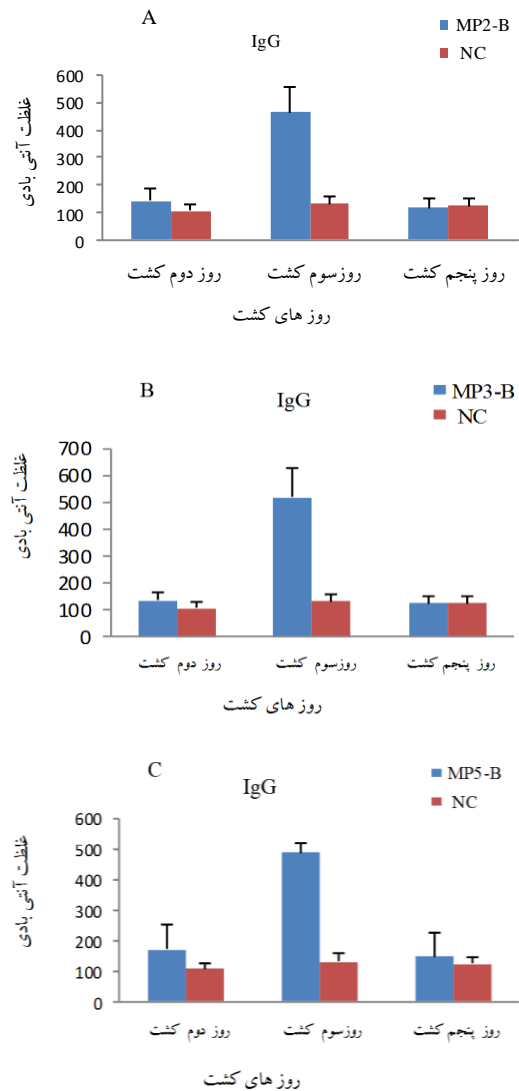 A
IgG
MP2-B
NC
غلظت آنتی بادی
600
500
400
300
200
100
0
روز دوم کشت روزسوم کشت روز پنجم کشت
روز های کشت
B
IgG
MP3-B
NC
غلظت آنتی بادی
700
600
500
400
300
200
100
0
روز دوم کشت روزسوم کشت روز پنجم کشت
روز های کشت
C
IgG
MP5-B
NC
غلظت آنتی بادی
600
500
400
300
200
100
0
روز دوم کشت روزسوم کشت روز پنجم کشت
روز های کشت